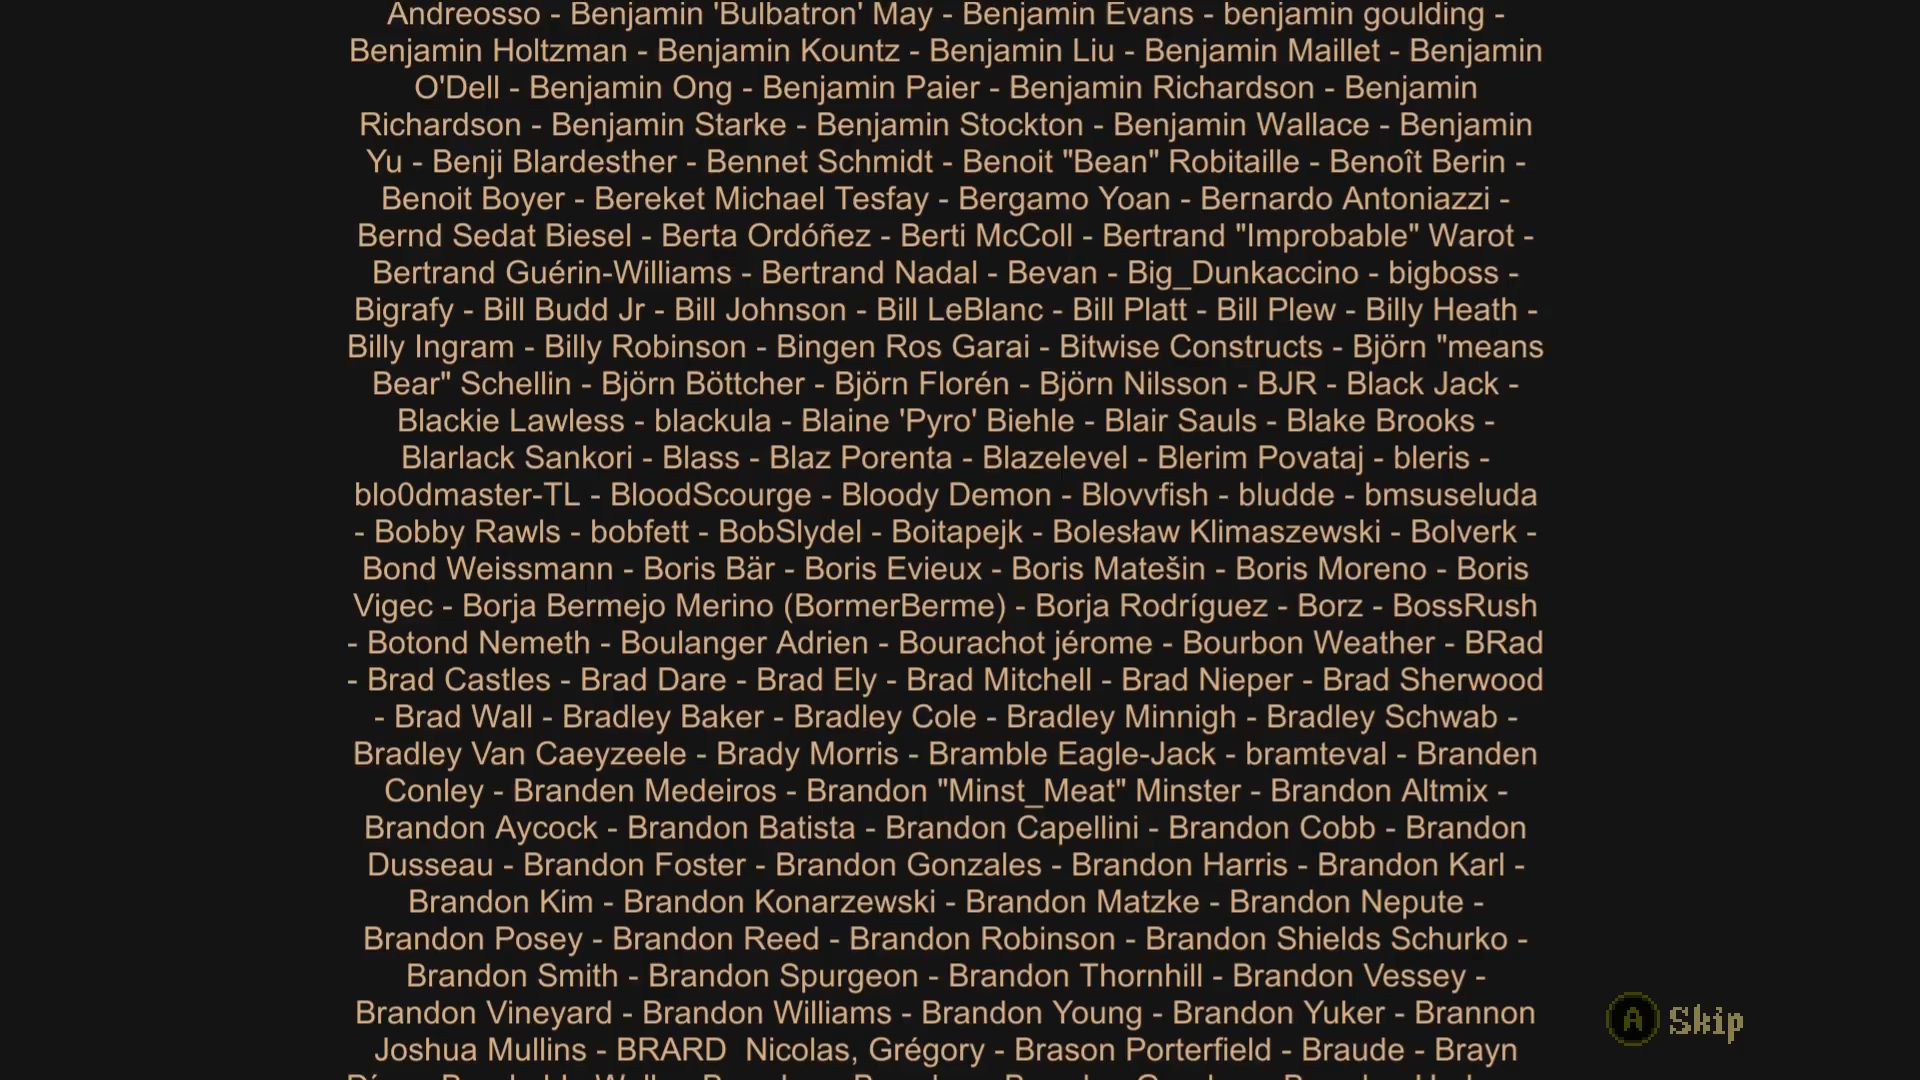 Andreosso - Benjamin 'Bulbatron' May - Benjamin Evans - benjamin goulding -
Benjamin Holtzman - Benjamin Kountz - Benjamin Liu - Benjamin Maillet - Benjamin
O'Dell - Benjamin Ong - Benjamin Paier - Benjamin Richardson - Benjamin
Richardson - Benjamin Starke - Benjamin Stockton - Benjamin Wallace - Benjamin
Yu - Benji Blardesther - Bennet Schmidt - Benoit "Bean" Robitaille - Benoît Berin -
Benoit Boyer - Bereket Michael Tesfay - Bergamo Yoan - Bernardo Antoniazzi -
Bernd Sedat Biesel - Berta Ordóñez - Berti McColl - Bertrand "Improbable" Warot -
Bertrand Guérin-Williams - Bertrand Nadal - Bevan - Big_Dunkaccino - bigboss -
Bigrafy - Bill Budd Jr - Bill Johnson - Bill LeBlanc - Bill Platt - Bill Plew - Billy Heath -
Billy Ingram - Billy Robinson - Bingen Ros Garai - Bitwise Constructs - Björn "means
Bear" Schellin - Björn Böttcher - Björn Florén - Björn Nilsson - BJR - Black Jack -
Blackie Lawless - blackula - Blaine 'Pyro' Biehle - Blair Sauls - Blake Brooks -
Blarlack Sankori - Blass - Blaz Porenta - Blazelevel - Blerim Povataj - bleris -
blo0dmaster-TL - BloodScourge - Bloody Demon - Blovvfish - bludde - bmsuseluda
- Bobby Rawls - bobfett - BobSlydel - Boitapejk - Bolesław Klimaszewski - Bolverk -
Bond Weissmann - Boris Bär - Boris Evieux - Boris Matešin - Boris Moreno - Boris
Vigec - Borja Bermejo Merino (BormerBerme) - Borja Rodríguez - Borz - BossRush
- Botond Nemeth - Boulanger Adrien - Bourachot jérome - Bourbon Weather - BRad
- Brad Castles - Brad Dare - Brad Ely - Brad Mitchell - Brad Nieper - Brad Sherwood
- Brad Wall - Bradley Baker - Bradley Cole - Bradley Minnigh - Bradley Schwab -
Bradley Van Caeyzeele - Brady Morris - Bramble Eagle-Jack - bramteval - Branden
Conley - Branden Medeiros - Brandon "Minst_Meat" Minster - Brandon Altmix -
Brandon Aycock - Brandon Batista - Brandon Capellini - Brandon Cobb - Brandon
Dusseau - Brandon Foster - Brandon Gonzales - Brandon Harris - Brandon Karl -
Brandon Kim - Brandon Konarzewski - Brandon Matzke - Brandon Nepute -
Brandon Posey - Brandon Reed - Brandon Robinson - Brandon Shields Schurko -
Brandon Smith - Brandon Spurgeon - Brandon Thornhill - Brandon Vessey -
Brandon Vineyard - Brandon Williams - Brandon Young - Brandon Yuker - Brannon
Joshua Mullins - BRARD  Nicolas, Grégory - Brason Porterfield - Braude - Brayn
A Skip